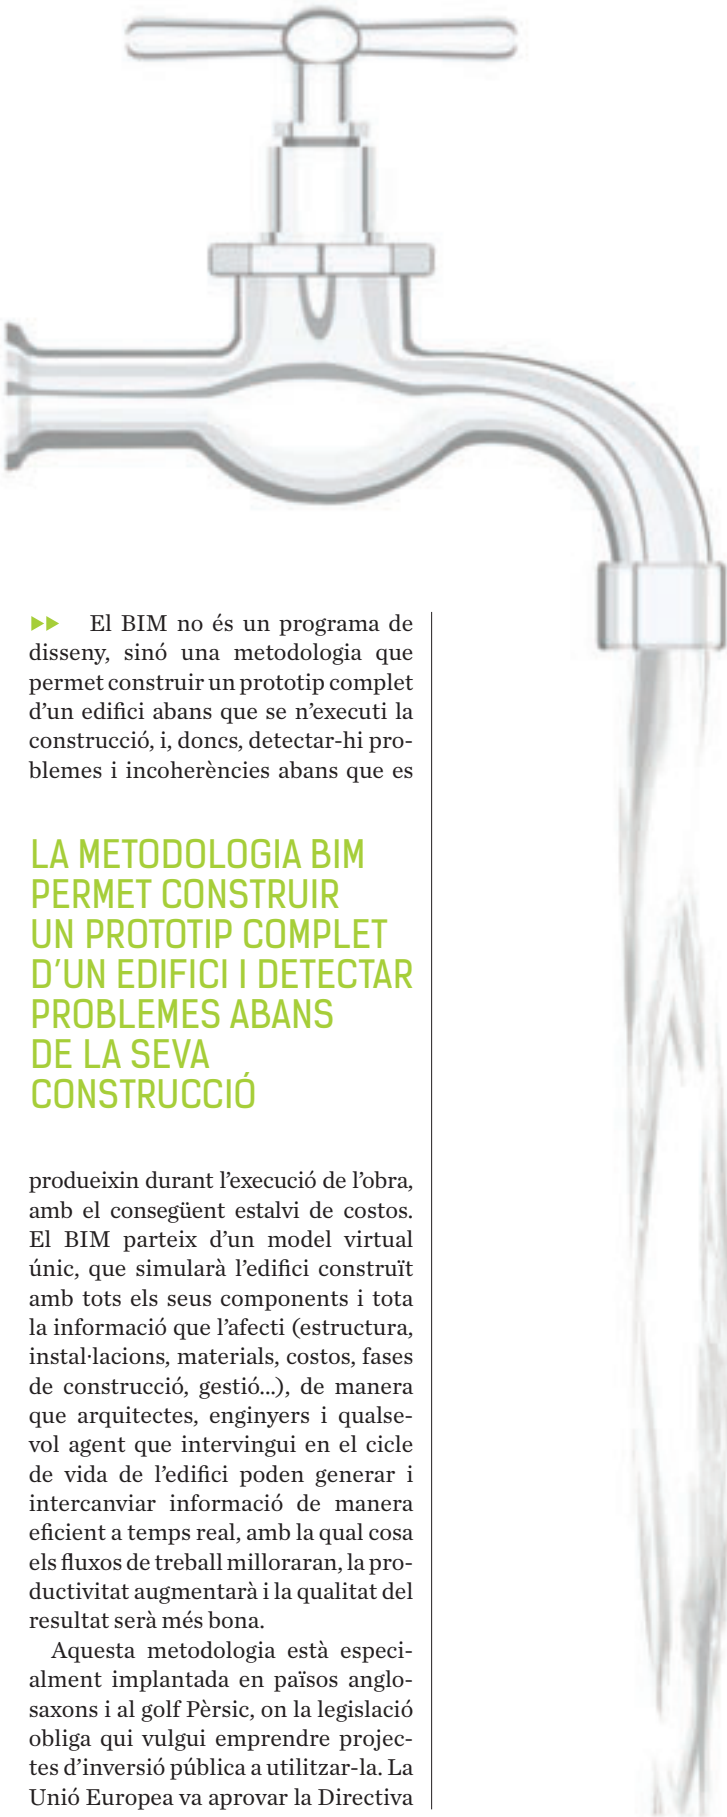 ▶▶ El BIM no és un programa de
disseny, sinó una metodologia que
permet construir un prototip complet
d’un edifici abans que se n’executi la
construcció, i, doncs, detectar-hi pro-
blemes i incoherències abans que es
LA METODOLOGIA BIM
PERMET CONSTRUIR
UN PROTOTIP COMPLET
D’UN EDIFICI I DETECTAR
PROBLEMES ABANS
DE LA SEVA
CONSTRUCCIÓ
produeixin durant l’execució de l’obra,
amb el consegüent estalvi de costos.
El BIM parteix d’un model virtual
únic, que simularà l’edifici construït
amb tots els seus components i tota
la informació que l’afecti (estructura,
instal·lacions, materials, costos, fases
de construcció, gestió...), de manera
que arquitectes, enginyers i qualse-
vol agent que intervingui en el cicle
de vida de l’edifici poden generar i
intercanviar informació de manera
eficient a temps real, amb la qual cosa
els fluxos de treball milloraran, la pro-
ductivitat augmentarà i la qualitat del
resultat serà més bona.
Aquesta metodologia està especi-
alment implantada en països anglo-
saxons i al golf Pèrsic, on la legislació
obliga qui vulgui emprendre projec-
tes d’inversió pública a utilitzar-la. La
Unió Europea va aprovar la Directiva